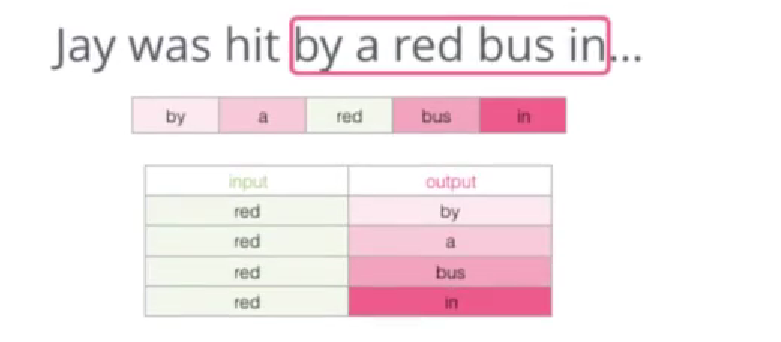 Jay was hit by a red bus in...
by a red bus in
input output
red by
red a
red bus
red in